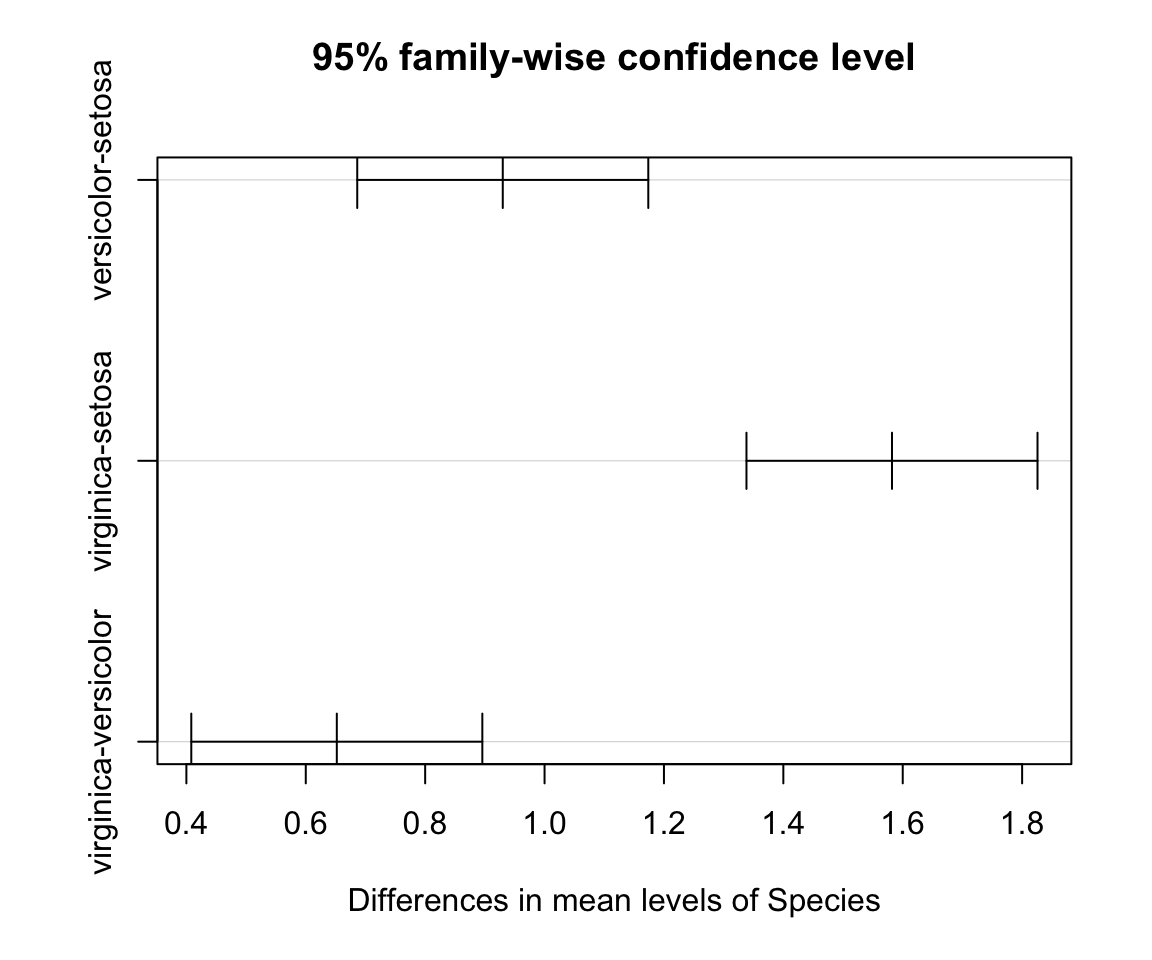 95% family-wise confidence level
versicolor-setosa
virginica-setosa
virginica-versicolor
0.4 0.6 0.8 1.0 1.2 1.4 1.6 1.8
Differences in mean levels of Species